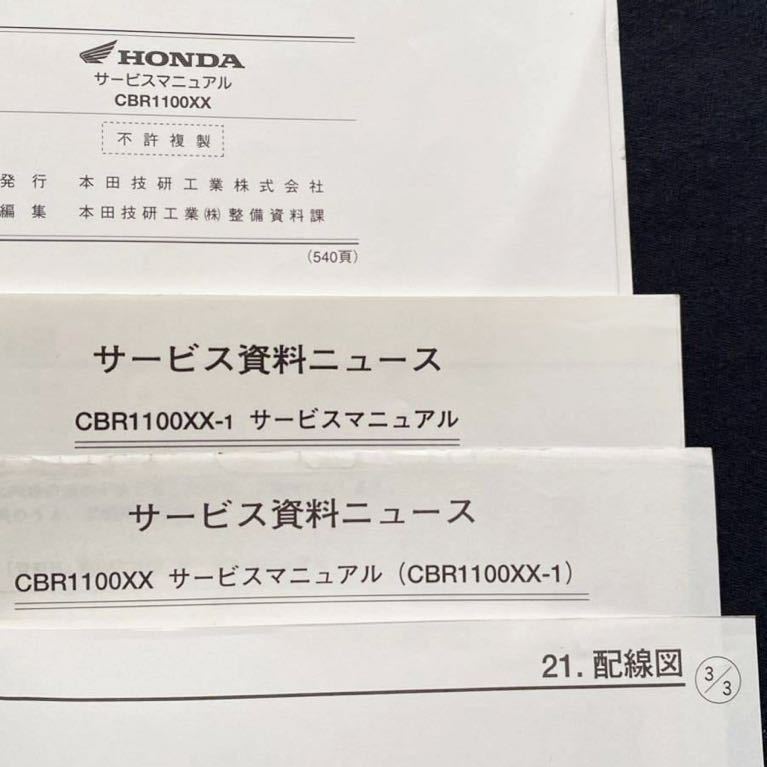 HONDA
サービスマニュアル
CBR1100XX
不許複製
発行 本田技研工業株式会社
編集 本田技研工業㈱整備資料課
(540頁)
サービス資料ニュース
CBR1100XX-1 サービスマニュアル
サービス資料ニュース
CBR1100XX サービスマニュアル(CBR1100XX-1)
21. 配線図 3/3